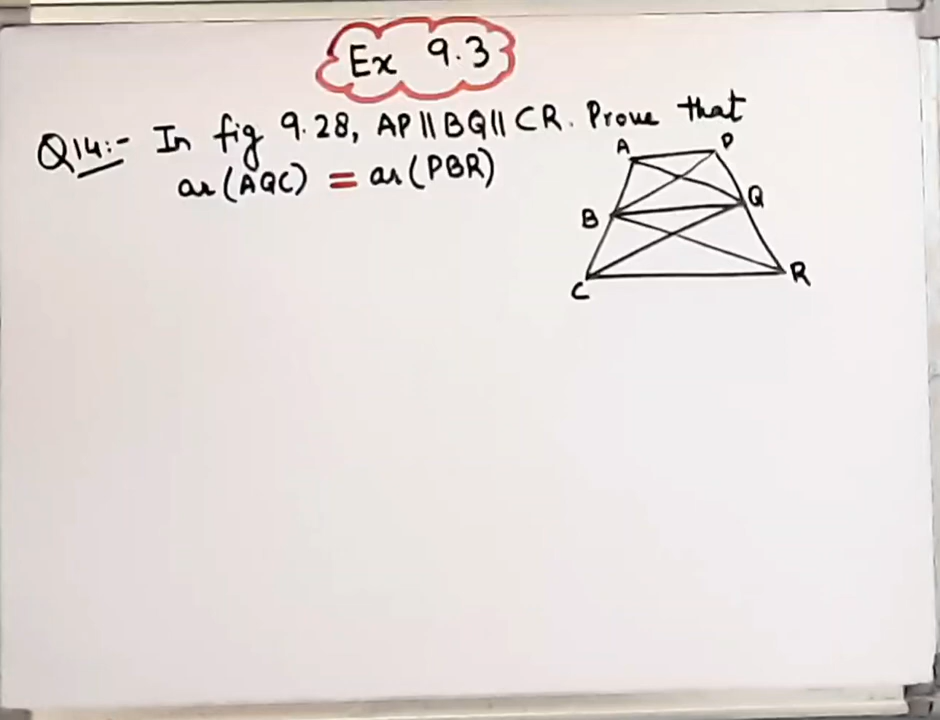 Ex 9.3
Q14:- In fig 9.28, AP || BQ || CR. Prove that
ar (AQC) = ar (PBR)
A P
B Q
C R